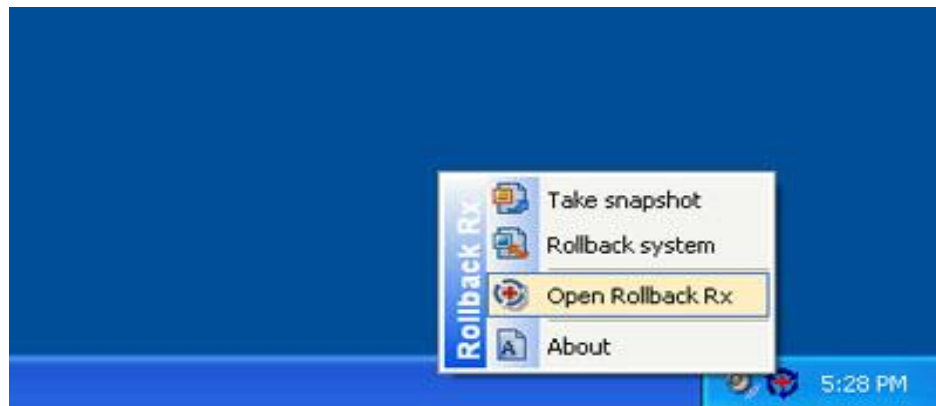 Rollback Rx
Take snapshot
Rollback system
Open Rollback Rx
A
About
5:28 PM